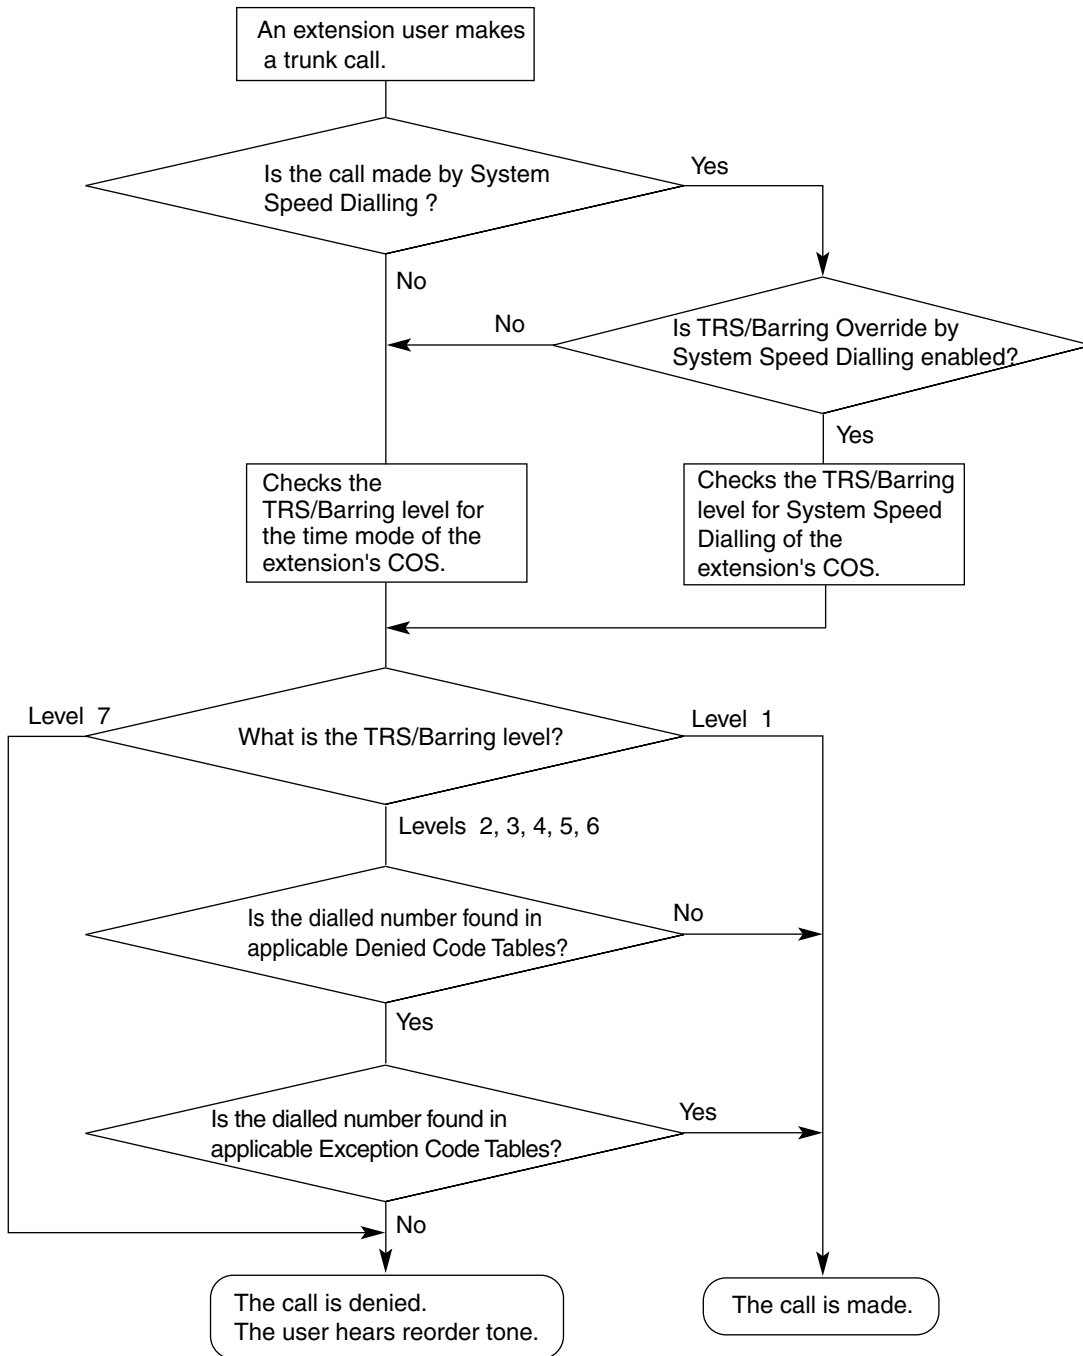 An extension user makes
a trunk call.
Is the call made by System
Speed Dialling ?
Yes
No
Is TRS/Barring Override by
System Speed Dialling enabled?
No
Yes
Checks the
TRS/Barring level for
the time mode of the
extension's COS.
Checks the TRS/Barring
level for System Speed
Dialling of the
extension's COS.
Level 7
What is the TRS/Barring level?
Level 1
Levels 2, 3, 4, 5, 6
Is the dialled number found in
applicable Denied Code Tables?
No
Yes
Is the dialled number found in
applicable Exception Code Tables?
Yes
No
The call is denied.
The user hears reorder tone.
The call is made.